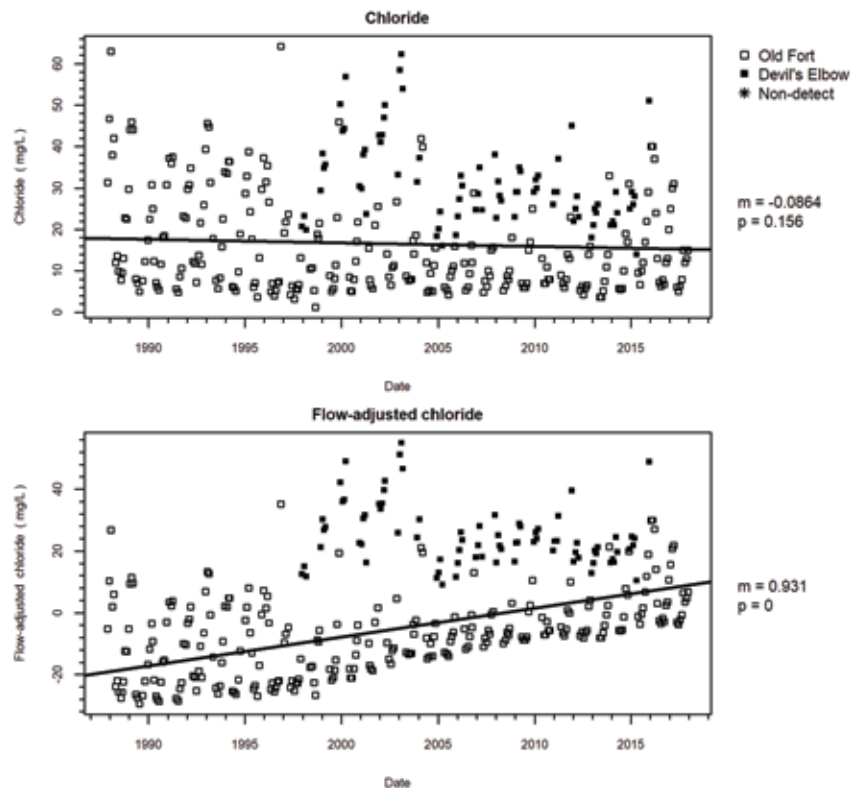 Chloride
60
50
40
30
20
10
0
Chloride ( mg/L )
1990 1995 2000 2005 2010 2015
Date
Old Fort
Devil's Elbow
Non-detect
m = -0.0864
p = 0.156
Flow-adjusted chloride
40
20
0
-20
Flow-adjusted chloride ( mg/L )
1990 1995 2000 2005 2010 2015
Date
m = 0.931
p = 0